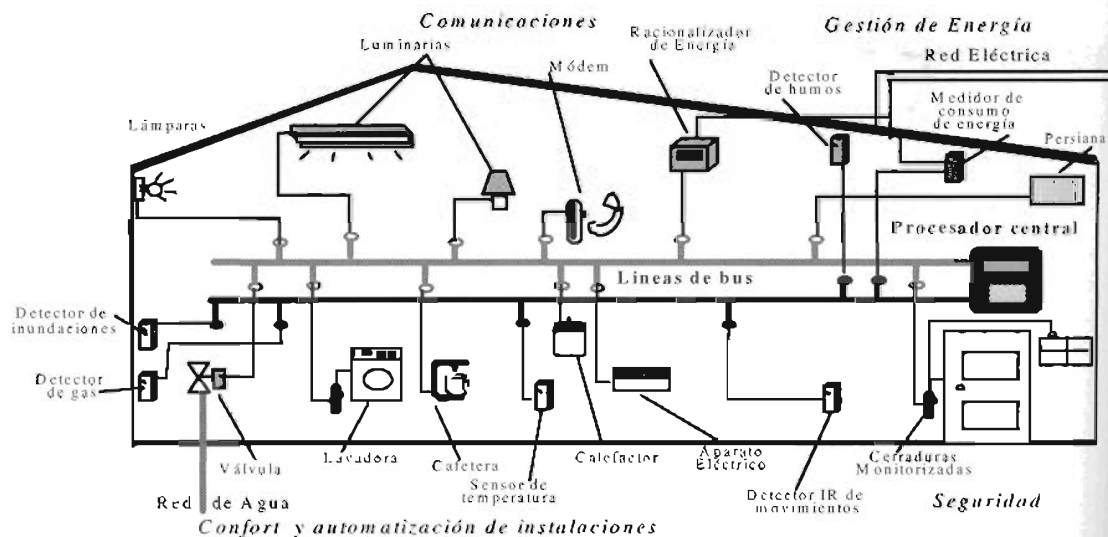 Comunicaciones
Gestión de Energía
Racionalizador
de Energía
Luminarias
Módem
Red Eléctrica
Detector
de humos
Medidor de
consumo
de energía
Persiana
Lámparas
Procesador central
Lineas de bus
Detector de
inundaciones
Detector
de gas
Válvula
Lavadora
Cafetera
Sensor de
temperatura
Calefactor
Aparato
Eléctrico
Cerraduras
Monitorizadas
Detector IR de
movimientos
Red de Agua
Seguridad
Confort y automatización de instalaciones